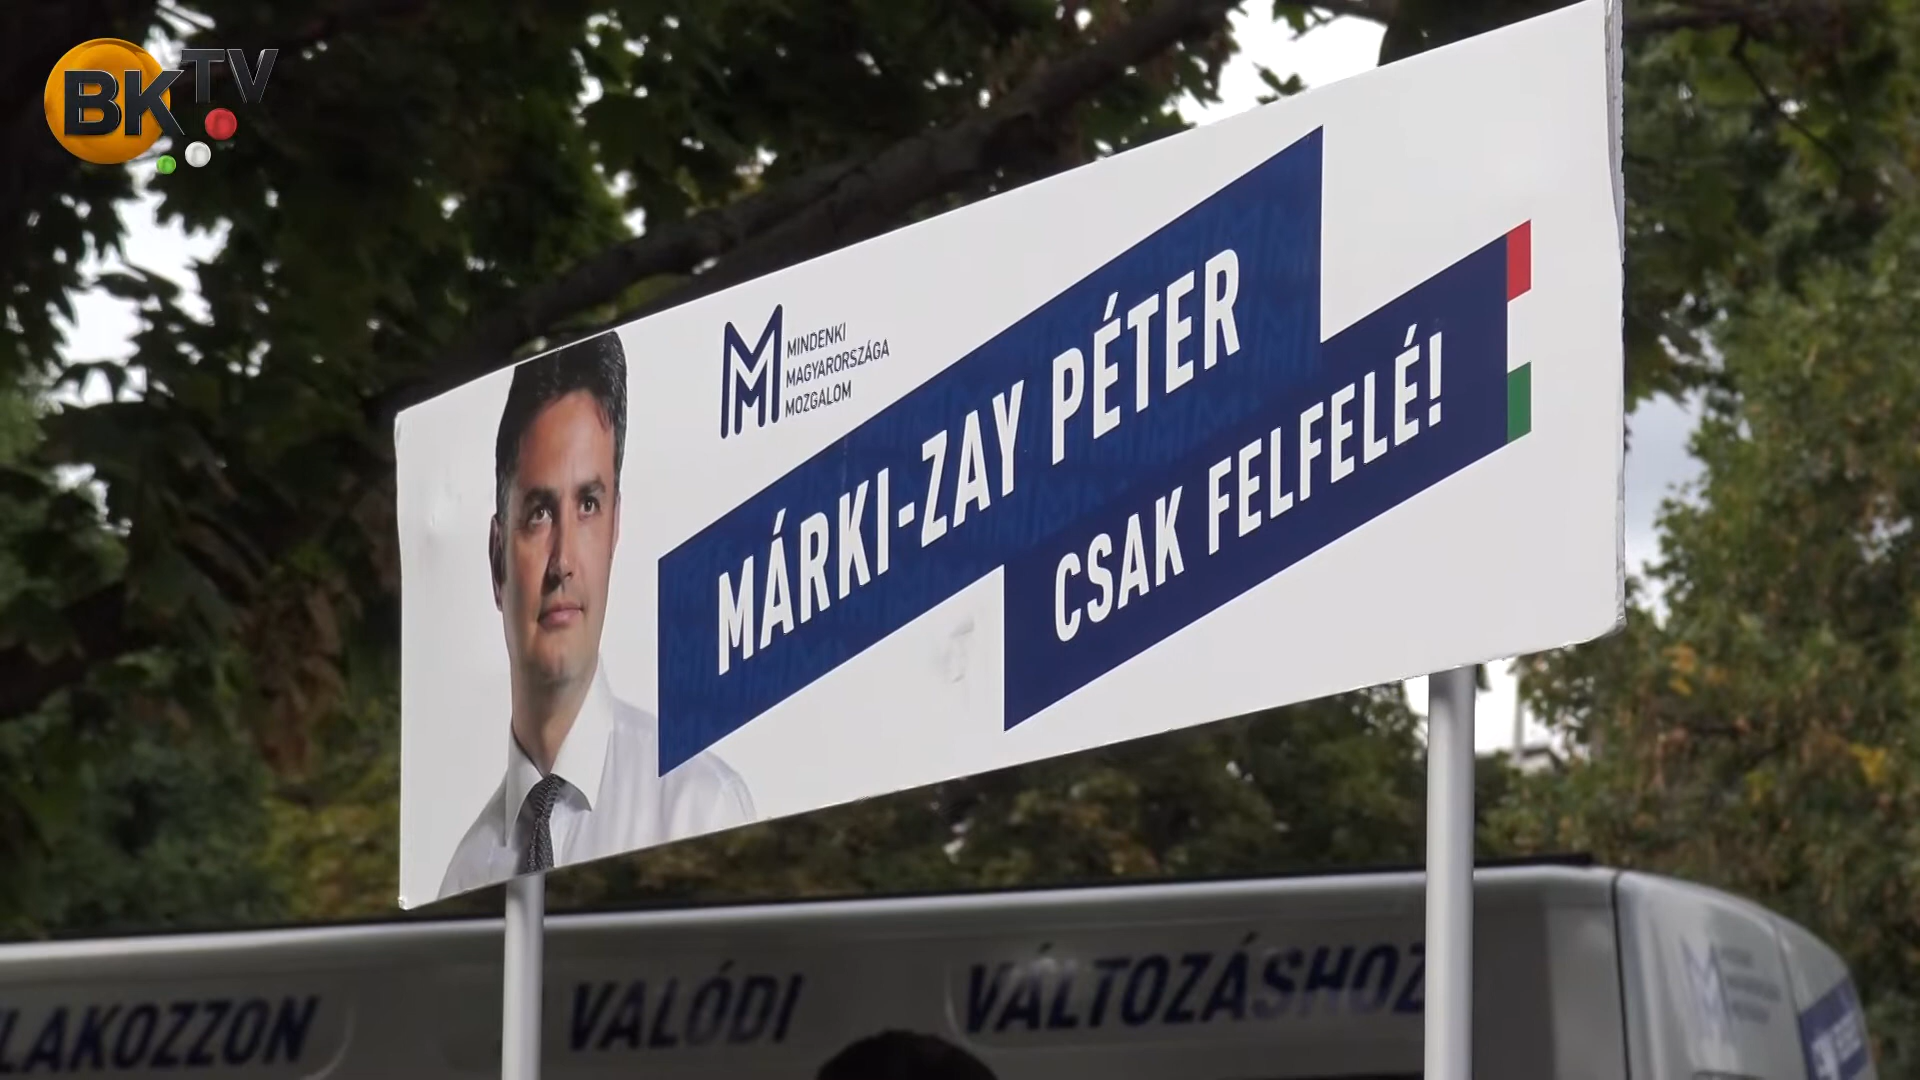 BKTV
MINDENKI
MAGYARORSZÁGA
MOZGALOM
MÁRKI-ZAY PÉTER
CSAK FELFELÉ!
LAKOZZON VALÓDI VÁLTOZÁSHOZ